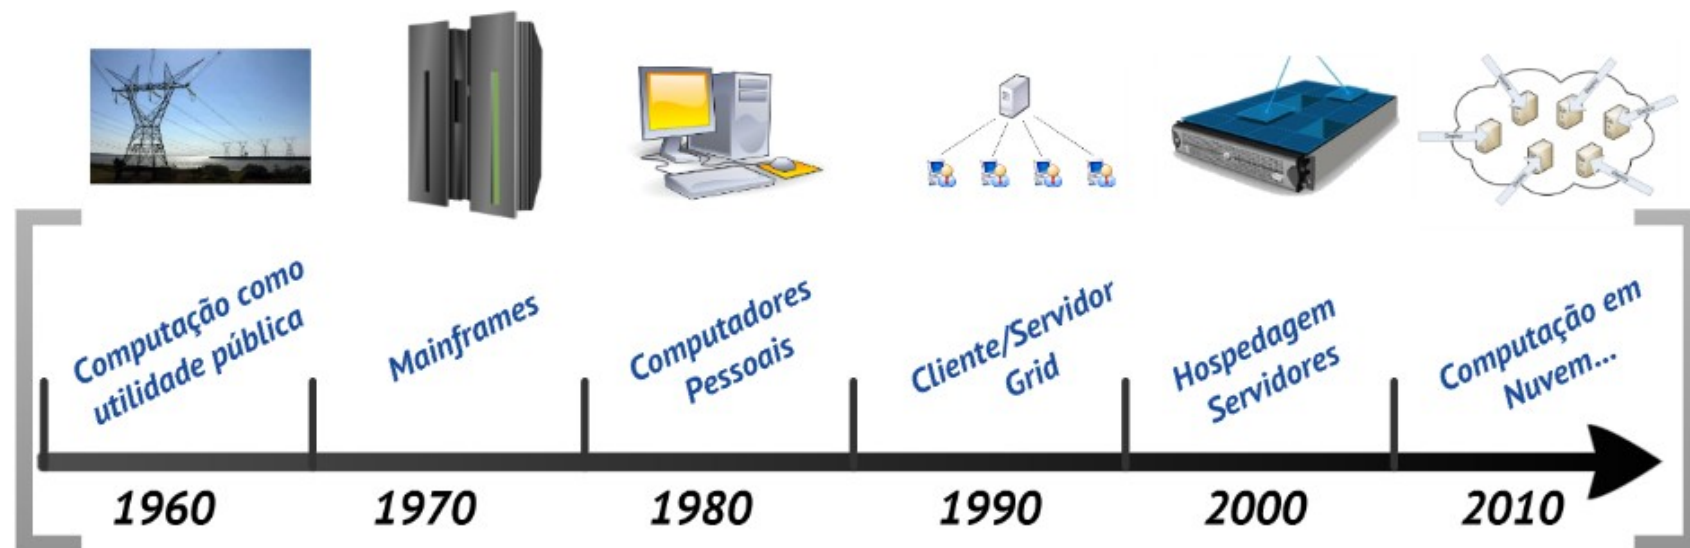 Computação como
utilidade pública
Mainframes
Computadores
Pessoais
Cliente/Servidor
Grid
Hospedagem
Servidores
Computação em
Nuvem...
1960
1970
1980
1990
2000
2010